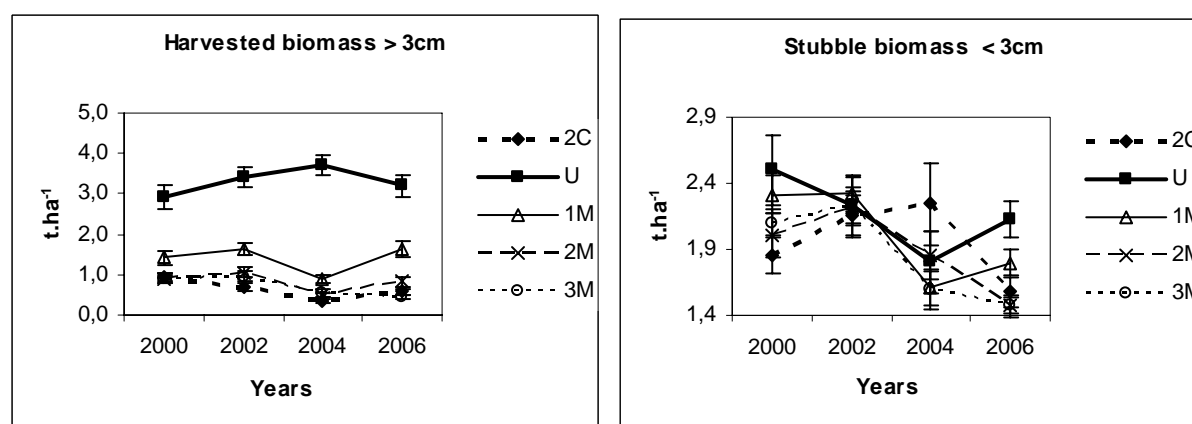 Harvested biomass > 3cm
5,0
4,0
3,0
2,0
1,0
0,0
t.ha-1
2000 2002 2004 2006
Years
2C
U
1M
2M
3M
Stubble biomass < 3cm
2,9
2,4
1,9
1,4
t.ha-1
2000 2002 2004 2006
Years
2C
U
1M
2M
3M